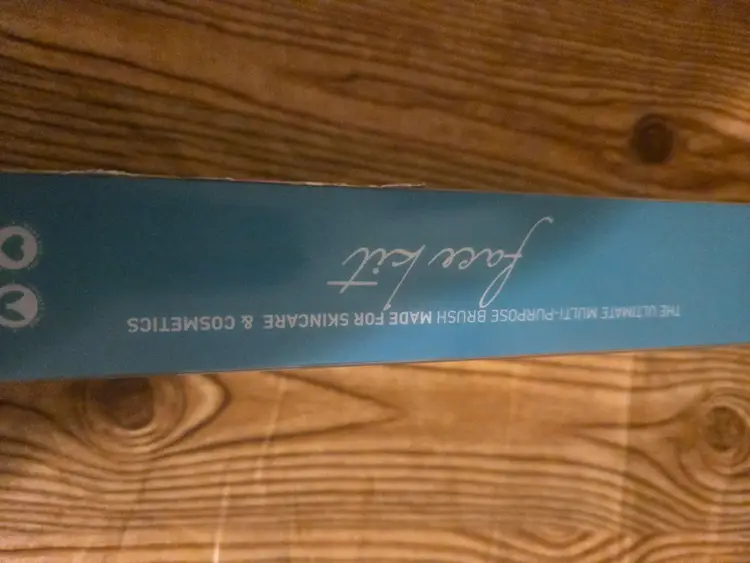 THE ULTIMATE MULTI-PURPOSE BRUSH MADE FOR SKINCARE & COSMETICS
face kit